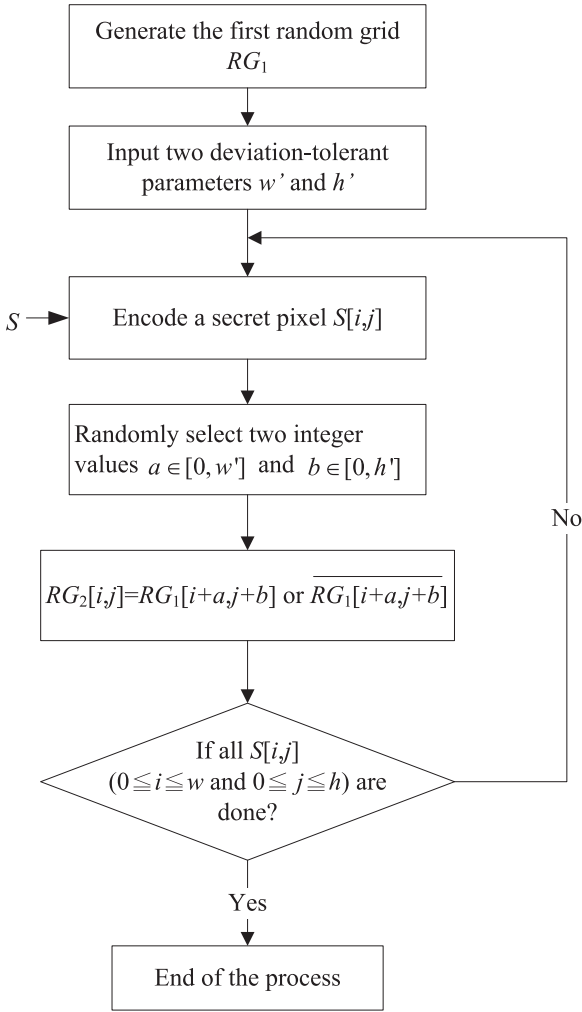 Generate the first random grid
RG₁
Input two deviation-tolerant
parameters w’ and h’
S
Encode a secret pixel S[i,j]
Randomly select two integer
values a ∈[0, w'] and b ∈[0, h']
No
RG₂[i,j]=RG₁[i+a,j+b] or \overline{RG₁[i+a,j+b]}
If all S[i,j]
(0≦i≦w and 0≦ j≦h) are
done?
Yes
End of the process